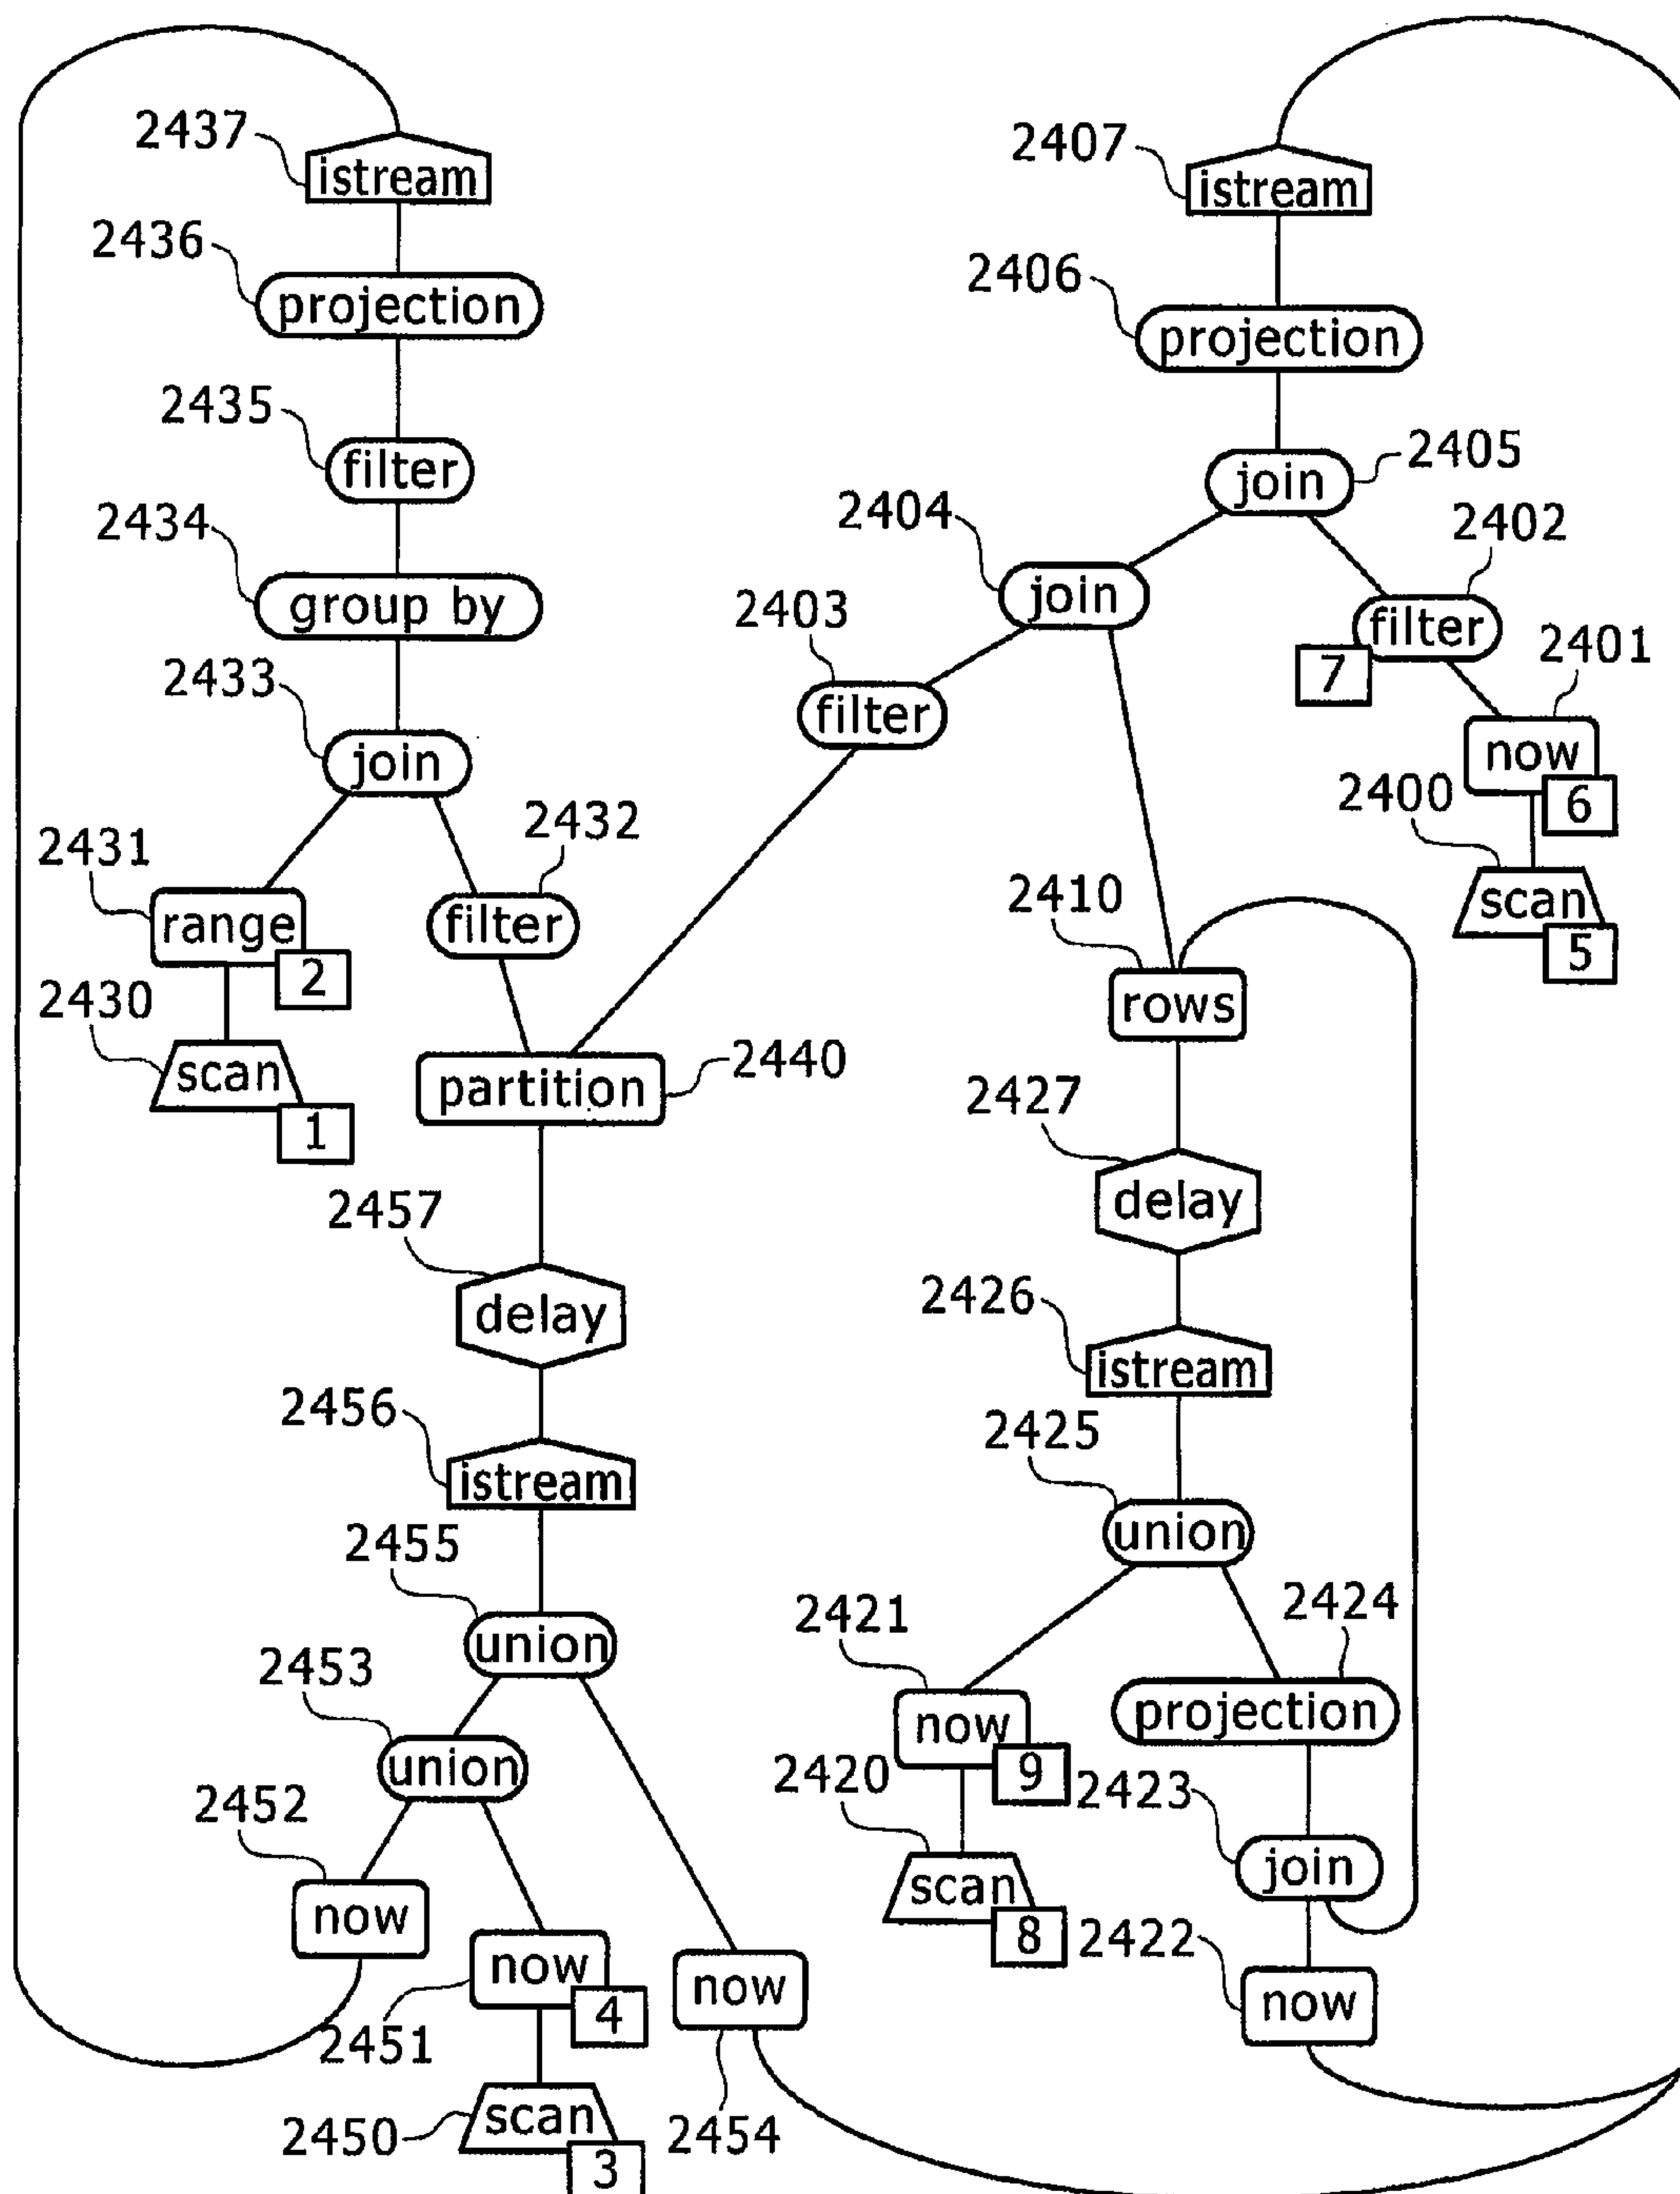 2437
istream
2407
istream
2436
projection
2406
projection
2435
filter
2405
join
2404
join
2402
filter
7
2434
group by
2403
filter
2401
now
6
2433
join
2400
scan
5
2432
filter
2431
range
2
2410
rows
2430
scan
1
2440
partition
2427
delay
2457
delay
2426
istream
2456
istream
2425
union
2455
union
2424
projection
2421
now
9
2453
union
2420
scan
8
2423
join
2452
now
2451
now
4
2454
now
2422
now
2450
scan
3